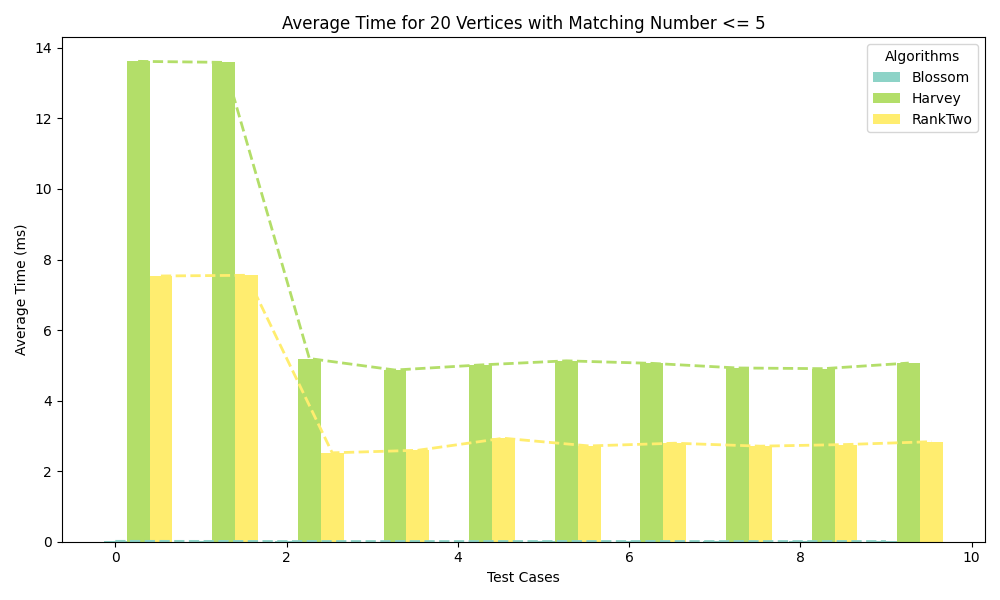 Average Time for 20 Vertices with Matching Number <= 5
Average Time (ms)
14
12
10
8
6
4
2
0
Algorithms
Blossom
Harvey
RankTwo
0
2
4
6
8
10
Test Cases